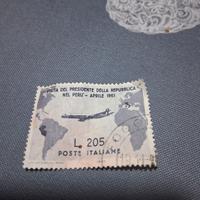 VISITA DEL PRESIDENTE DELLA REPUBBLICA
NEL PERU' - APRILE 1961
L. 205
POSTE ITALIANE